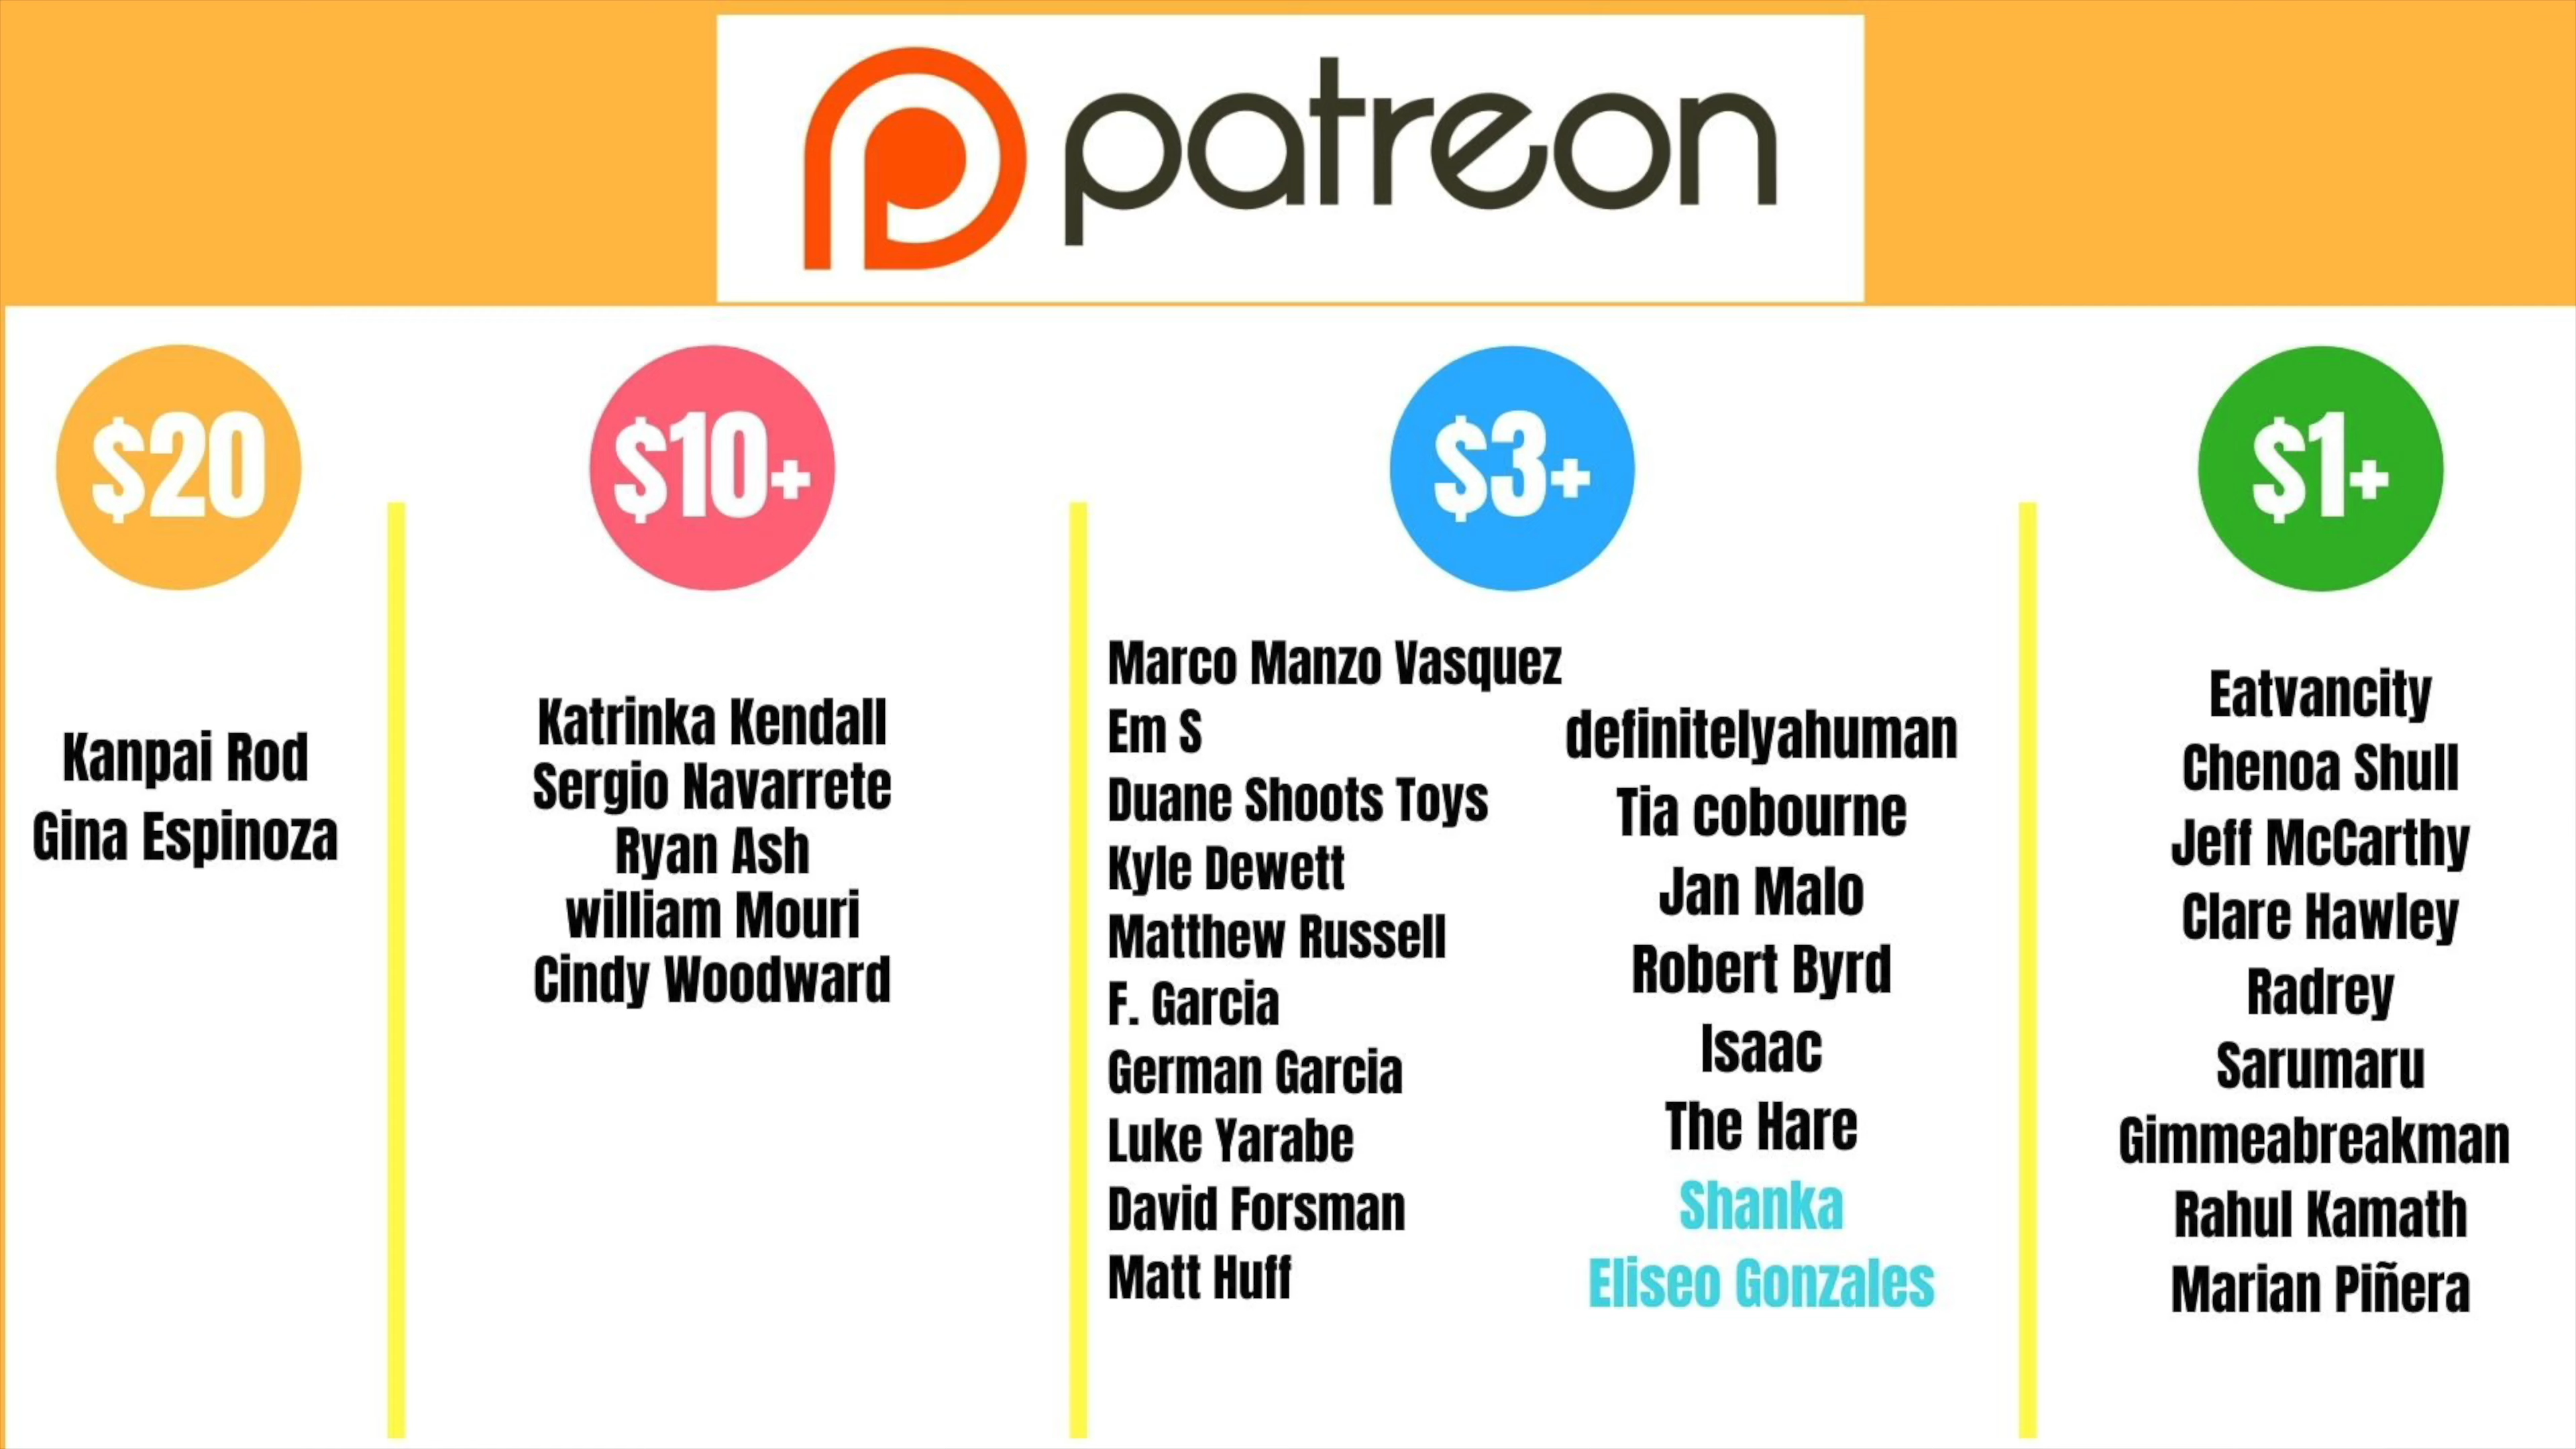 patreon
$20
Kanpai Rod
Gina Espinoza
$10+
Katrinka Kendall
Sergio Navarrete
Ryan Ash
william Mouri
Cindy Woodward
$3+
Marco Manzo Vasquez
Em S
Duane Shoots Toys
Kyle Dewett
Matthew Russell
F. Garcia
German Garcia
Luke Yarabe
David Forsman
Matt Huff
definitelyahuman
Tia cobourne
Jan Malo
Robert Byrd
Isaac
The Hare
Shanka
Eliseo Gonzales
$1+
Eatvancity
Chenoa Shull
Jeff McCarthy
Clare Hawley
Radrey
Sarumaru
Gimmeabreakman
Rahul Kamath
Marian Piñera